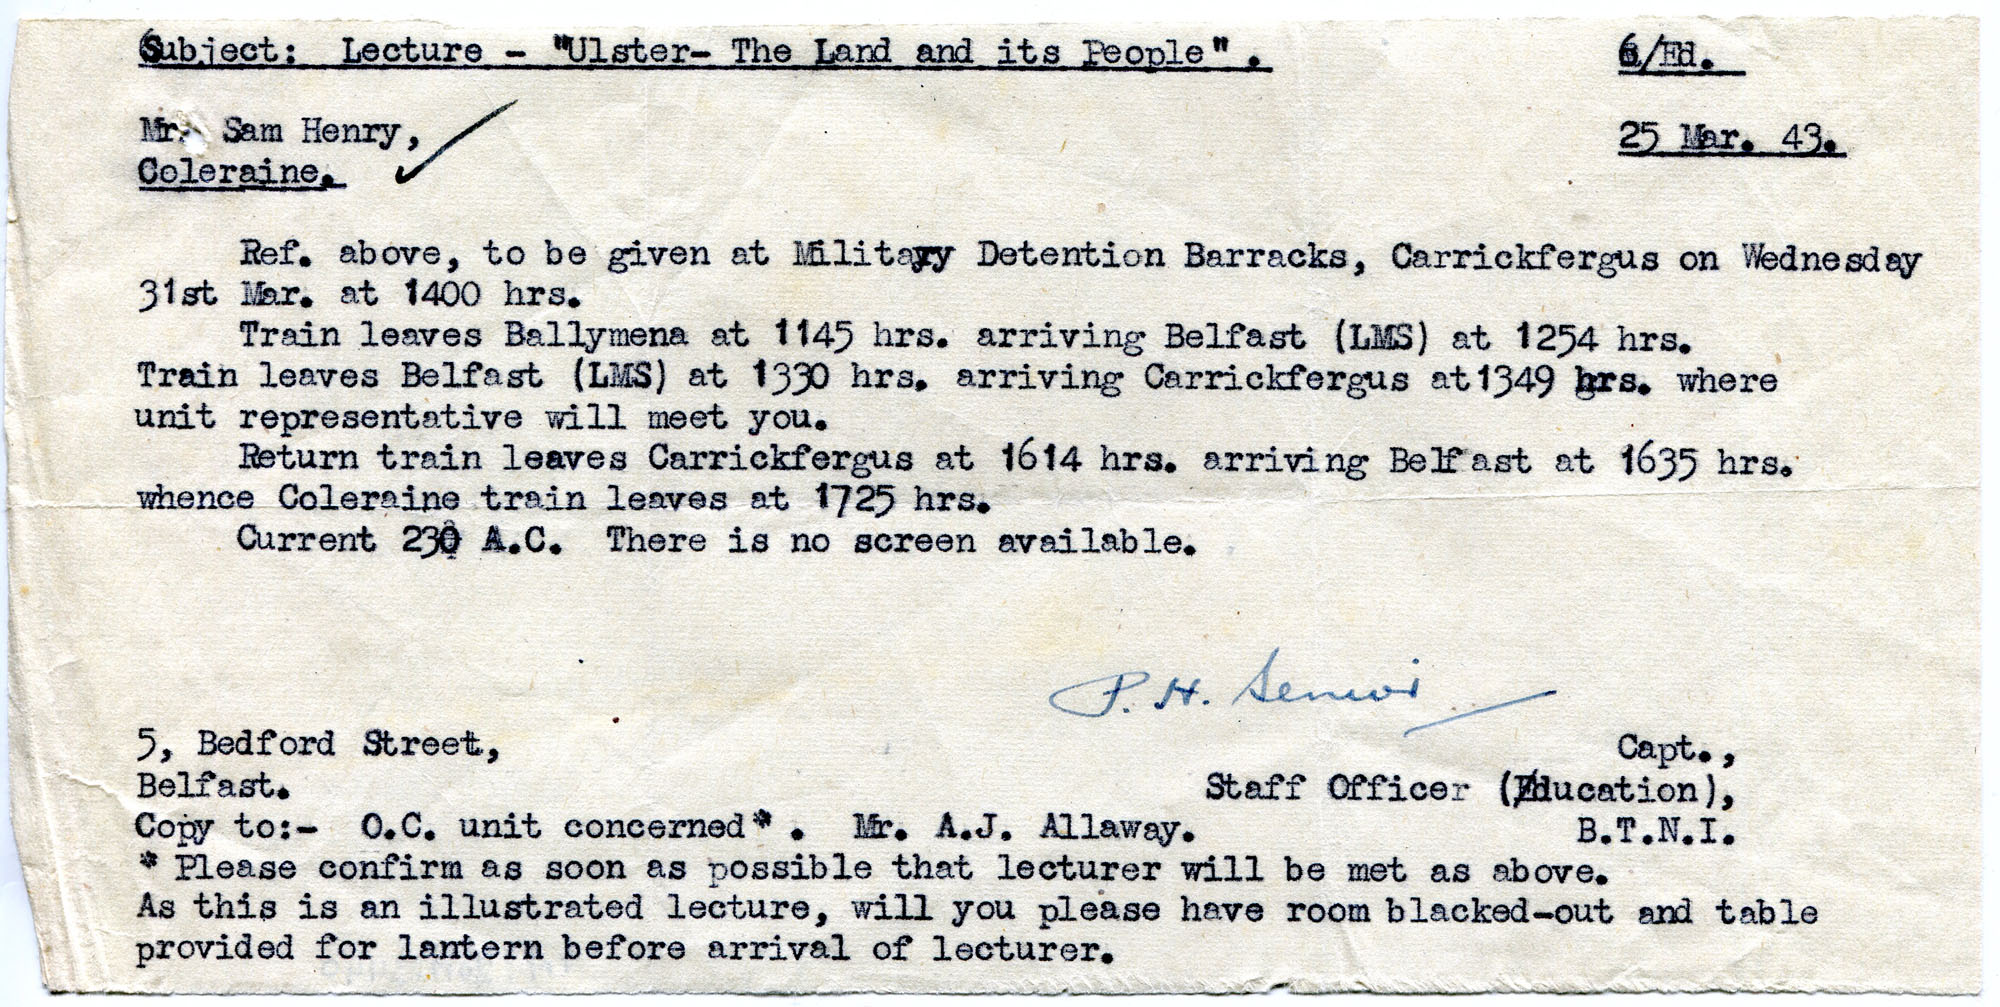 Subject: Lecture - "Ulster- The Land and its People".
6/Ed.
Mr. Sam Henry,
Coleraine.
25 Mar. 43.
Ref. above, to be given at Military Detention Barracks, Carrickfergus on Wednesday
31st Mar. at 1400 hrs.
Train leaves Ballymena at 1145 hrs. arriving Belfast (LMS) at 1254 hrs.
Train leaves Belfast (LMS) at 1330 hrs. arriving Carrickfergus at 1349 hrs. where
unit representative will meet you.
Return train leaves Carrickfergus at 1614 hrs. arriving Belfast at 1635 hrs.
whence Coleraine train leaves at 1725 hrs.
Current 230 A.C. There is no screen available.
P. H. Senior
5, Bedford Street,
Belfast.
Capt.,
Staff Officer (Education),
B.T.N.I.
Copy to:- O.C. unit concerned*. Mr. A.J. Allaway.
*Please confirm as soon as possible that lecturer will be met as above.
As this is an illustrated lecture, will you please have room blacked-out and table
provided for lantern before arrival of lecturer.